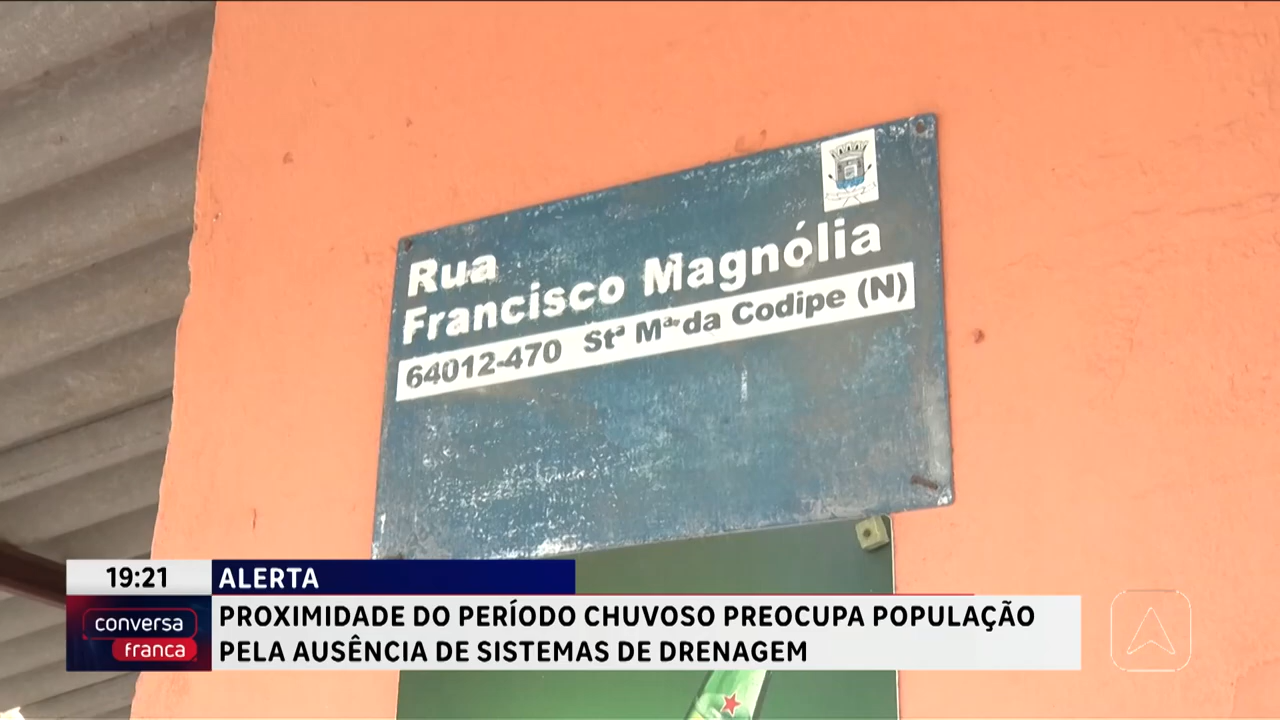 Rua
Francisco Magnólia
64012-470 Stª Mª da Codipe (N)
19:21
ALERTA
conversa
franca
PROXIMIDADE DO PERÍODO CHUVOSO PREOCUPA POPULAÇÃO
PELA AUSÊNCIA DE SISTEMAS DE DRENAGEM